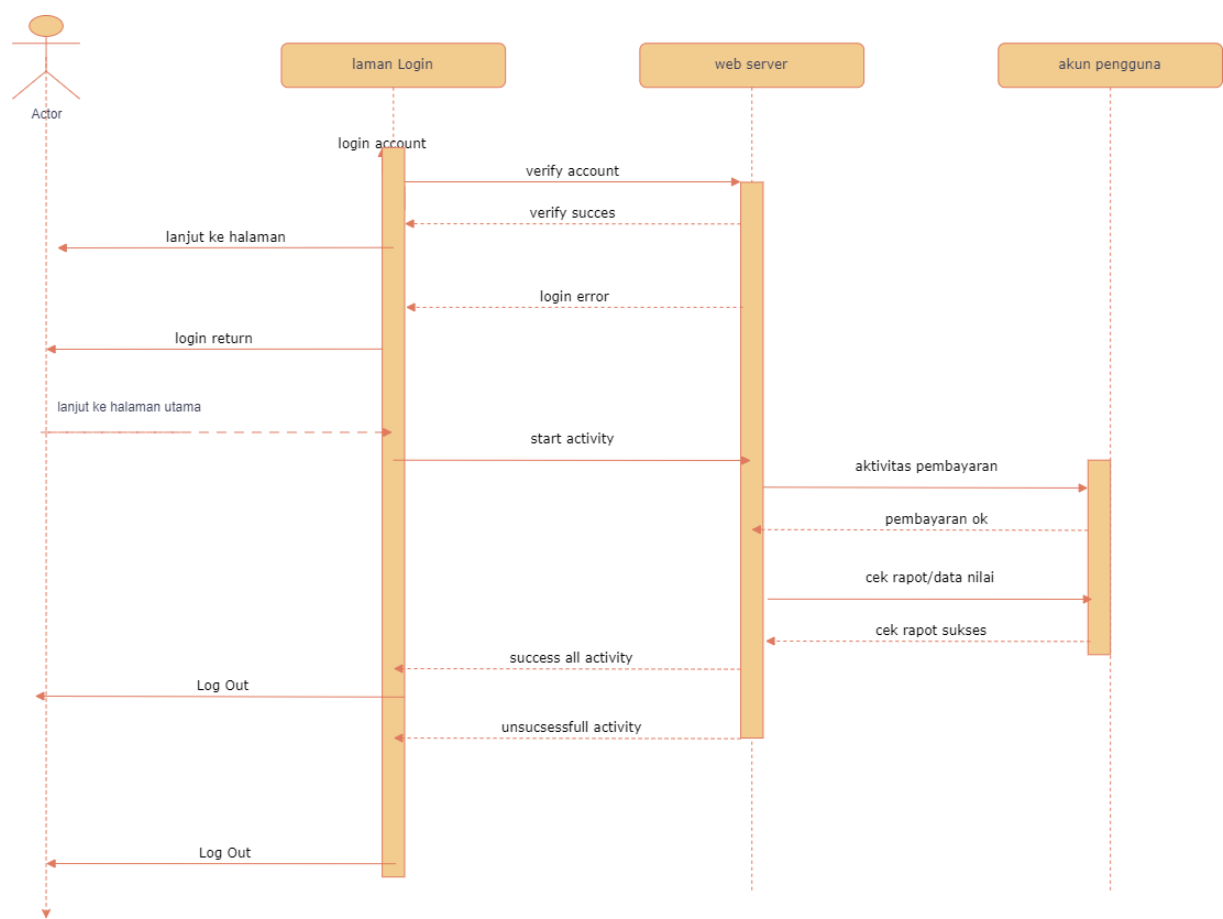 laman Login
web server
akun pengguna
Actor
login account
verify account
verify succes
lanjut ke halaman
login error
login return
lanjut ke halaman utama
start activity
aktivitas pembayaran
pembayaran ok
cek rapot/data nilai
cek rapot sukses
success all activity
Log Out
unsucsessfull activity
Log Out